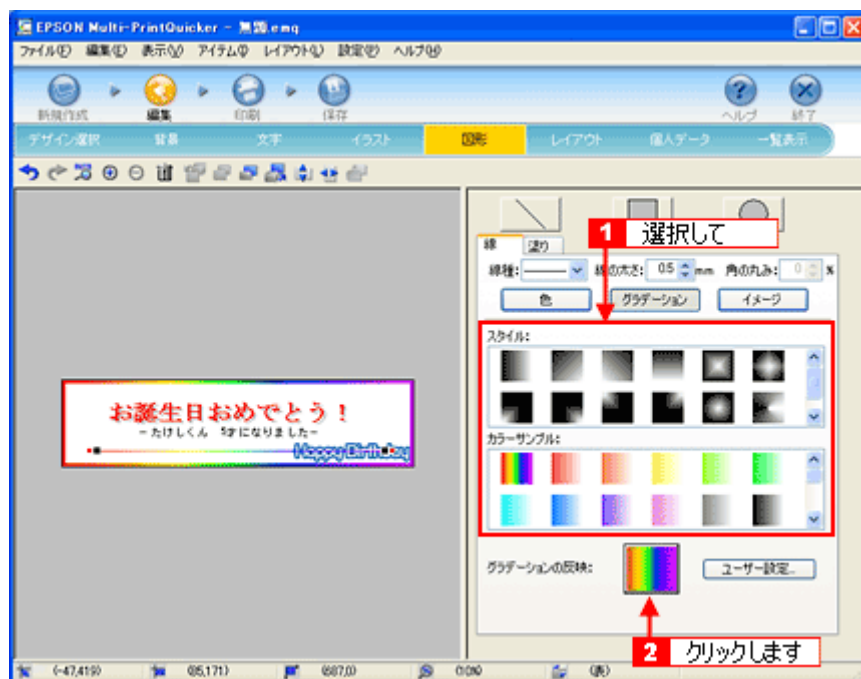 EPSON Multi-PrintQuicker - 無題.emq
ファイル(F) 編集(E) 表示(V) アイテム(I) レイアウト(L) 設定(P) ヘルプ(H)
新規作成 編集 印刷 保存 ヘルプ 終了
デザイン選択 背景 文字 イラスト 図形 レイアウト 個人データ 一覧表示
1 選択して
線 塗り
線種: 線の太さ: 0.5 mm 角の丸み: 0 %
色 グラデーション イメージ
スタイル:
お誕生日おめでとう！
-たけしくん 5才になりました-
Happy Birthday
カラーサンプル:
グラデーションの反映: ユーザー設定...
2 クリックします
(-47,419) (85,171) (687,0) (表)